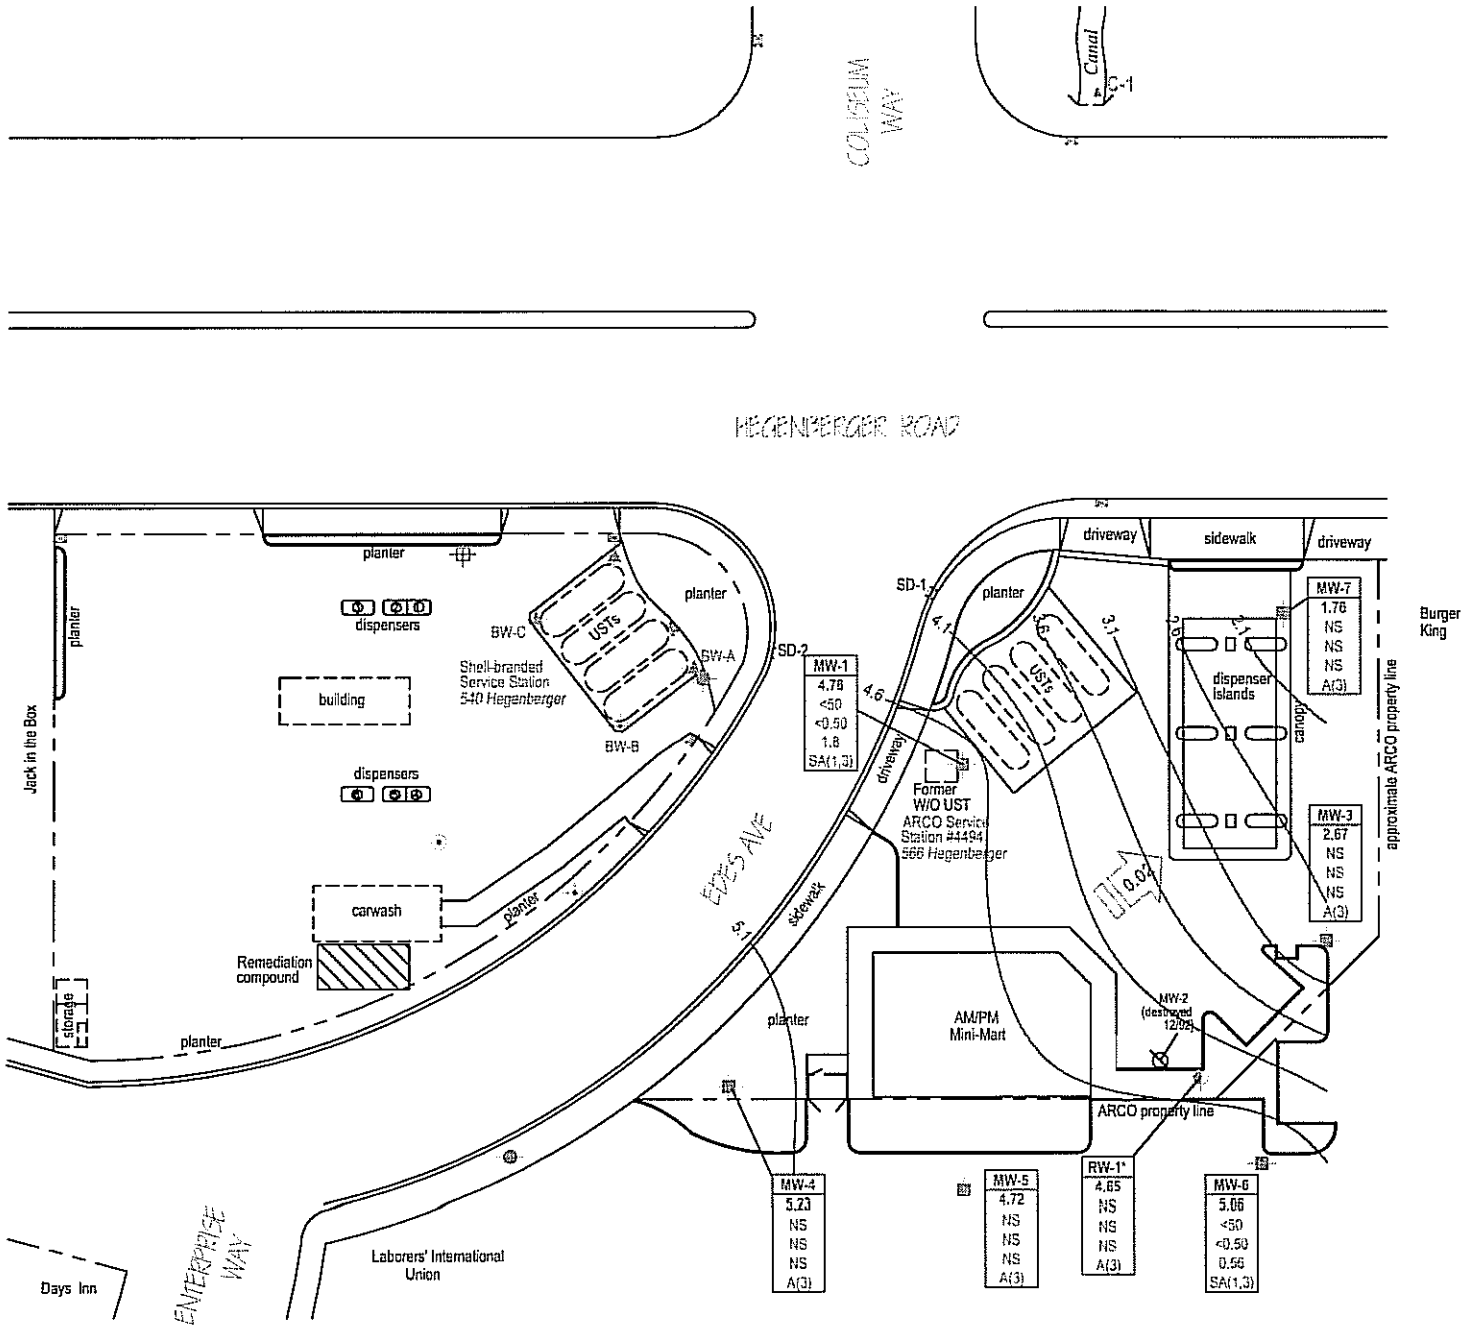 Canal
C-1
COLISEUM
WAY
HEGENBERGER ROAD
planter
driveway
sidewalk
driveway
SD-1
planter
planter
planter
dispensers
BW-C
USTs
BW-A
SD-2
Shell-branded
Service Station
540 Hegenberger
building
BW-B
Jack in the Box
dispensers
carwash
Remediation
compound
storage
planter
planter
MW-7
1.76
NS
NS
NS
A(3)
Burger
King
4.1
3.6
3.1
2.6
2.1
4.6
USTs
dispenser
islands
canopy
approximate ARCO property line
MW-1
4.76
<50
<0.50
1.8
SA(1,3)
driveway
Former
W/O UST
ARCO Service
Station #4494
566 Hegenberger
MW-3
2.67
NS
NS
NS
A(3)
EDES AVE
sidewalk
0.02
5.1
planter
AM/PM
Mini-Mart
MW-2
(destroyed
12/92)
ARCO property line
MW-4
5.23
NS
NS
NS
A(3)
MW-5
4.72
NS
NS
NS
A(3)
RW-1*
4.65
NS
NS
NS
A(3)
MW-6
5.06
<50
<0.50
0.56
SA(1,3)
ENTERPRISE
WAY
Laborers' International
Union
Days Inn